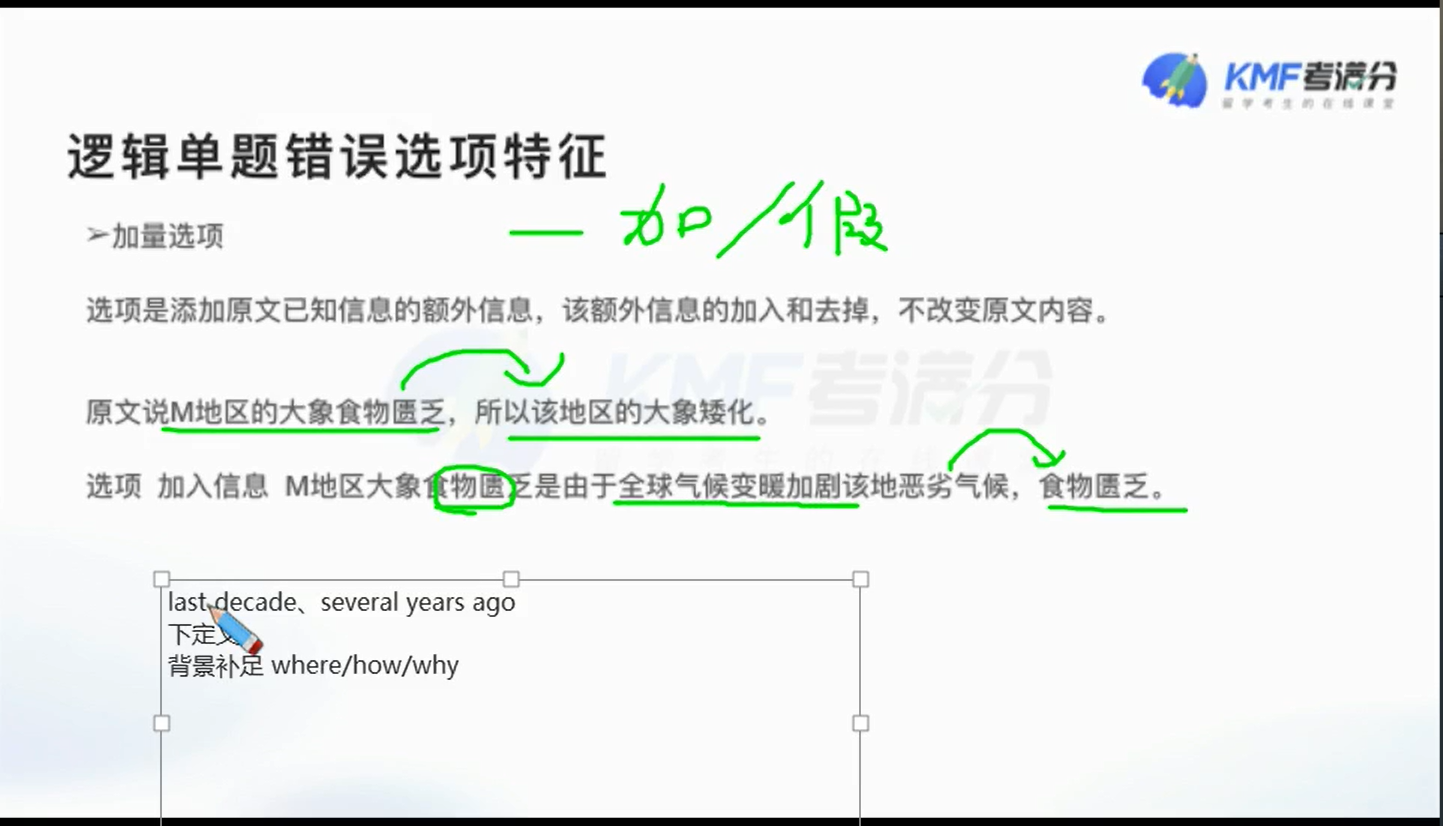 KMF考满分
留学考生的在线课堂
逻辑单题错误选项特征
➢加量选项
— 加/假
选项是添加原文已知信息的额外信息，该额外信息的加入和去掉，不改变原文内容。
KMF考满分
原文说M地区的大象食物匮乏，所以该地区的大象矮化。
选项 加入信息 M地区大象食物匮乏是由于全球气候变暖加剧该地恶劣气候，食物匮乏。
last decade、several years ago
下定义
背景补足 where/how/why